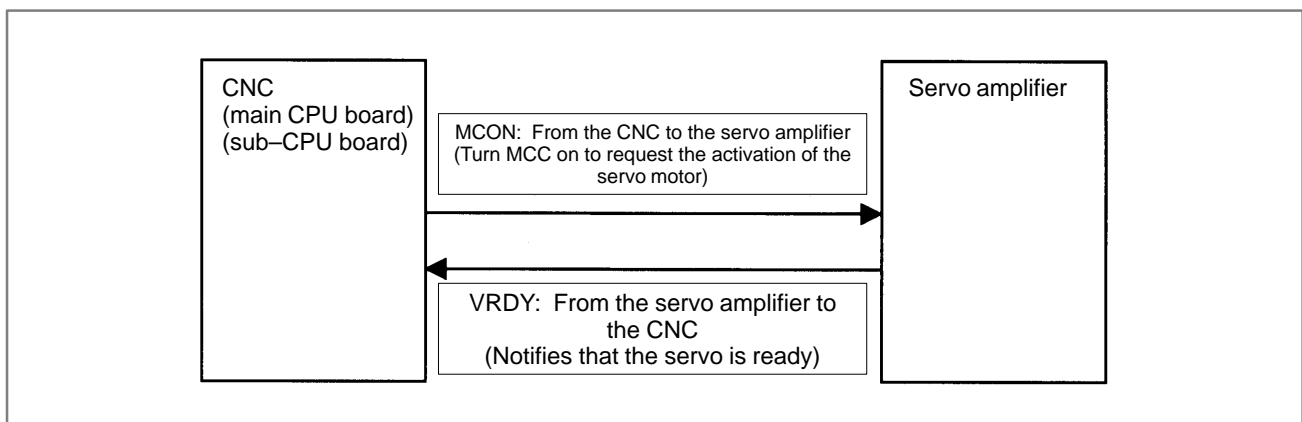 CNC
(main CPU board)
(sub–CPU board)
Servo amplifier
MCON: From the CNC to the servo amplifier
(Turn MCC on to request the activation of the
servo motor)
VRDY: From the servo amplifier to
the CNC
(Notifies that the servo is ready)